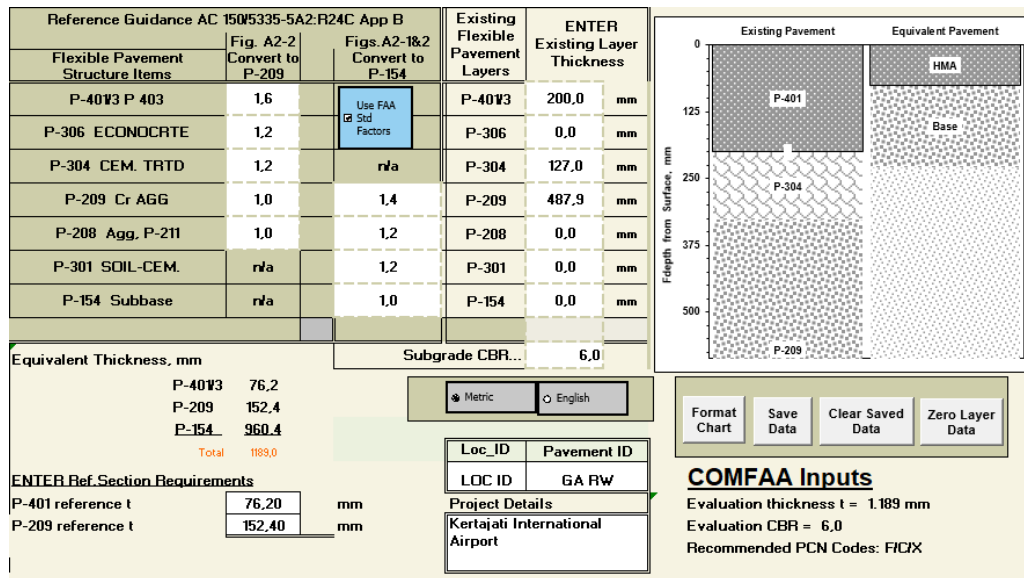 Reference Guidance AC 150/5335-5A2:R24C App B
Flexible Pavement Structure Items
Fig. A2-2 Convert to P-209
Figs.A2-1&2 Convert to P-154
Existing Flexible Pavement Layers
ENTER Existing Layer Thickness
P-401/3 P 403 1,6 P-401/3 200,0 mm
Use FAA Std Factors
P-306 ECONOCRTE 1,2 P-306 0,0 mm
P-304 CEM. TRTD 1,2 n/a P-304 127,0 mm
P-209 Cr AGG 1,0 1,4 P-209 487,9 mm
P-208 Agg, P-211 1,0 1,2 P-208 0,0 mm
P-301 SOIL-CEM. n/a 1,2 P-301 0,0 mm
P-154 Subbase n/a 1,0 P-154 0,0 mm
Subgrade CBR... 6,0
Equivalent Thickness, mm
P-401/3 76,2
P-209 152,4
P-154 960,4
Total 1189,0
ENTER Ref.Section Requirements
P-401 reference t 76,20 mm
P-209 reference t 152,40 mm
Metric
English
Loc_ID Pavement ID
LOC ID GA RW
Project Details
Kertajati International
Airport
Existing Pavement
Equivalent Pavement
Fdepth from Surface, mm
0
125
250
375
500
P-401
P-304
P-209
HMA
Base
Format Chart
Save Data
Clear Saved Data
Zero Layer Data
COMFAA Inputs
Evaluation thickness t = 1.189 mm
Evaluation CBR = 6,0
Recommended PCN Codes: F/C/X